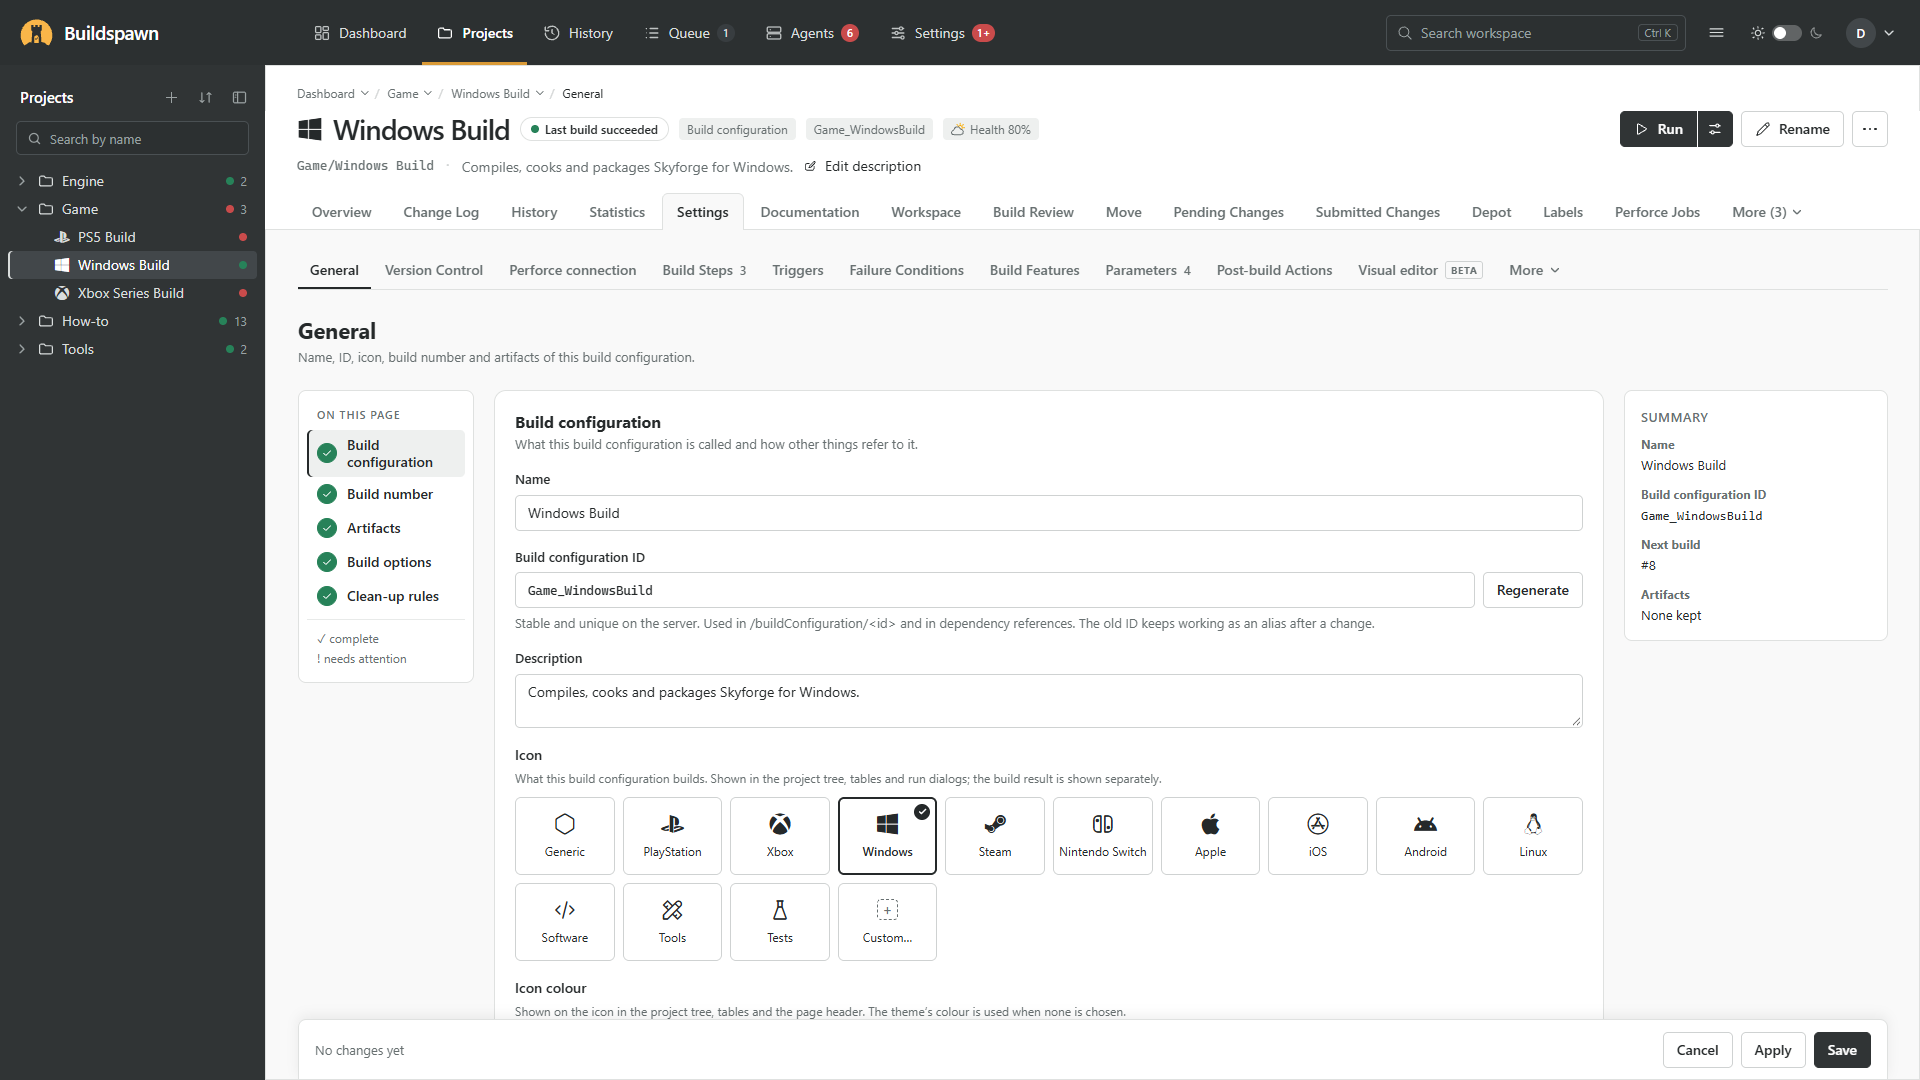 Buildspawn
Dashboard
Projects
History
Queue 1
Agents 6
Settings 1+
Search workspace Ctrl K
D
Projects
Search by name
Engine 2
Game 3
PS5 Build
Windows Build
Xbox Series Build
How-to 13
Tools 2
Dashboard / Game / Windows Build / General
Windows Build
Last build succeeded
Build configuration
Game_WindowsBuild
Health 80%
Run
Rename
Game/Windows Build · Compiles, cooks and packages Skyforge for Windows. Edit description
Overview Change Log History Statistics Settings Documentation Workspace Build Review Move Pending Changes Submitted Changes Depot Labels Perforce Jobs More (3)
General Version Control Perforce connection Build Steps 3 Triggers Failure Conditions Build Features Parameters 4 Post-build Actions Visual editor BETA More
General
Name, ID, icon, build number and artifacts of this build configuration.
ON THIS PAGE
Build
configuration
Build number
Artifacts
Build options
Clean-up rules
✓ complete
! needs attention
Build configuration
What this build configuration is called and how other things refer to it.
Name
Windows Build
Build configuration ID
Game_WindowsBuild
Regenerate
Stable and unique on the server. Used in /buildConfiguration/<id> and in dependency references. The old ID keeps working as an alias after a change.
Description
Compiles, cooks and packages Skyforge for Windows.
Icon
What this build configuration builds. Shown in the project tree, tables and run dialogs; the build result is shown separately.
Generic PlayStation Xbox Windows Steam Nintendo Switch Apple iOS Android Linux
Software Tools Tests Custom...
Icon colour
Shown on the icon in the project tree, tables and the page header. The theme's colour is used when none is chosen.
SUMMARY
Name
Windows Build
Build configuration ID
Game_WindowsBuild
Next build
#8
Artifacts
None kept
No changes yet
Cancel
Apply
Save